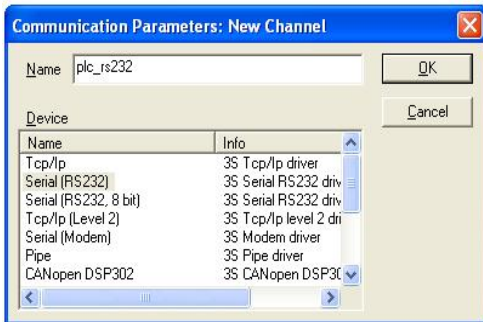 Communication Parameters: New Channel
Name plc_rs232 OK
Cancel
Device
Name Info
Tcp/Ip 3S Tcp/Ip driver
Serial (RS232) 3S Serial RS232 driv
Serial (RS232, 8 bit) 3S Serial RS232 driv
Tcp/Ip (Level 2) 3S Tcp/Ip level 2 dri
Serial (Modem) 3S Modem driver
Pipe 3S Pipe driver
CANopen DSP302 3S CANopen DSP3(